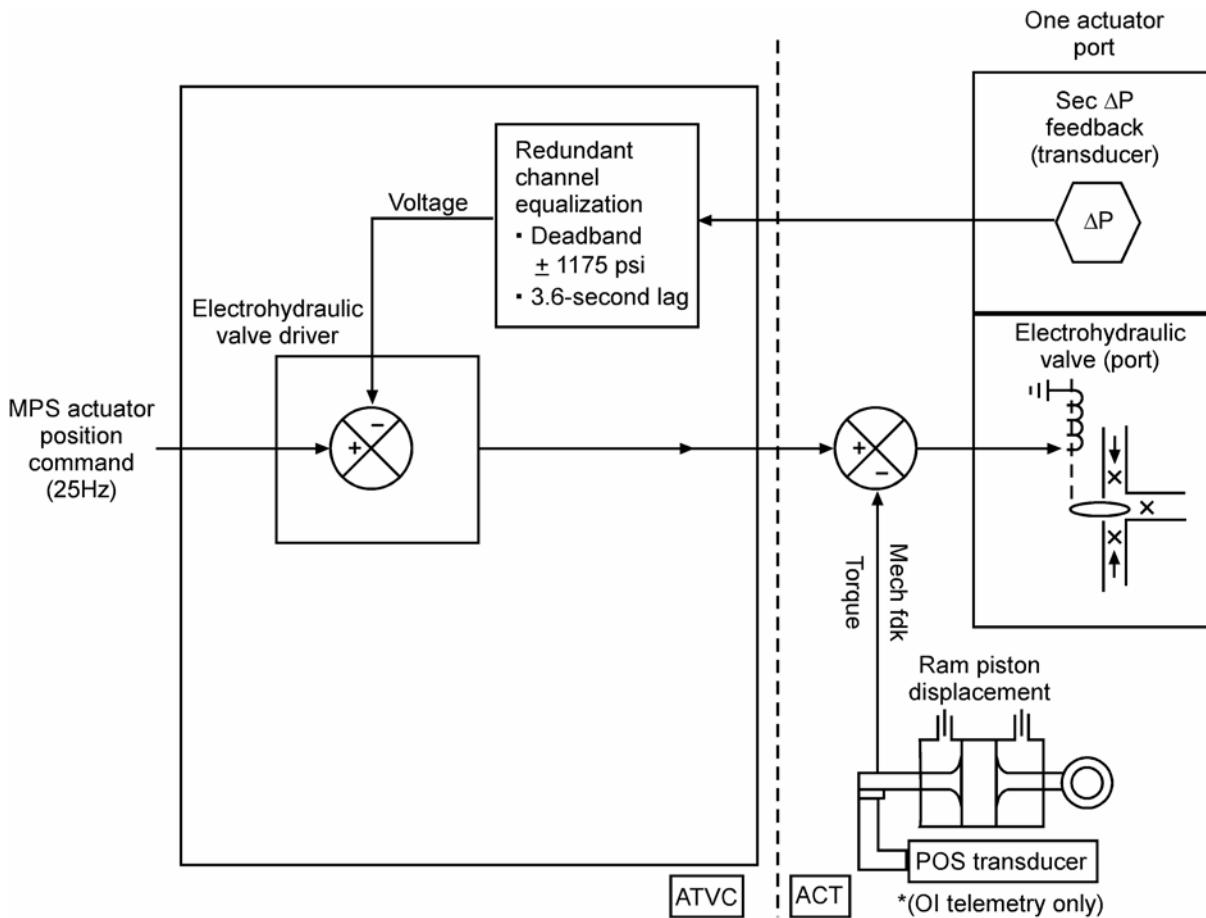 One actuator
port
Sec ΔP
feedback
(transducer)
ΔP
Redundant
channel
equalization
▪ Deadband
± 1175 psi
▪ 3.6-second lag
Voltage
Electrohydraulic
valve driver
Electrohydraulic
valve (port)
MPS actuator
position
command
(25Hz)
+
−
+
−
Mech fdk
Torque
Ram piston
displacement
POS transducer
*(OI telemetry only)
ATVC
ACT